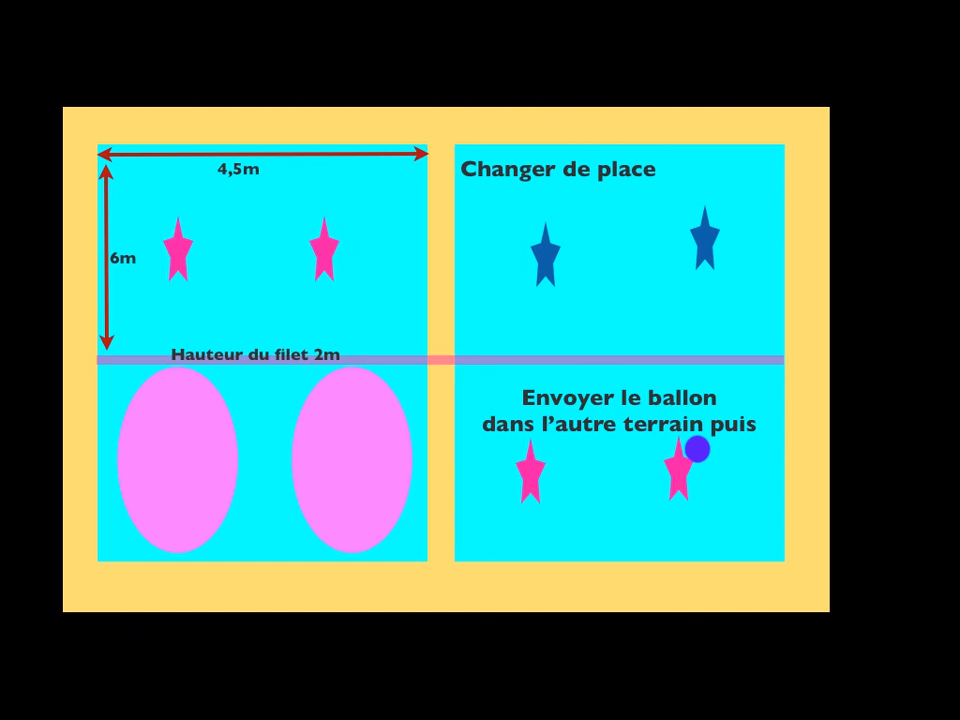 4,5m
6m
Hauteur du filet 2m
Changer de place
Envoyer le ballon
dans l’autre terrain puis